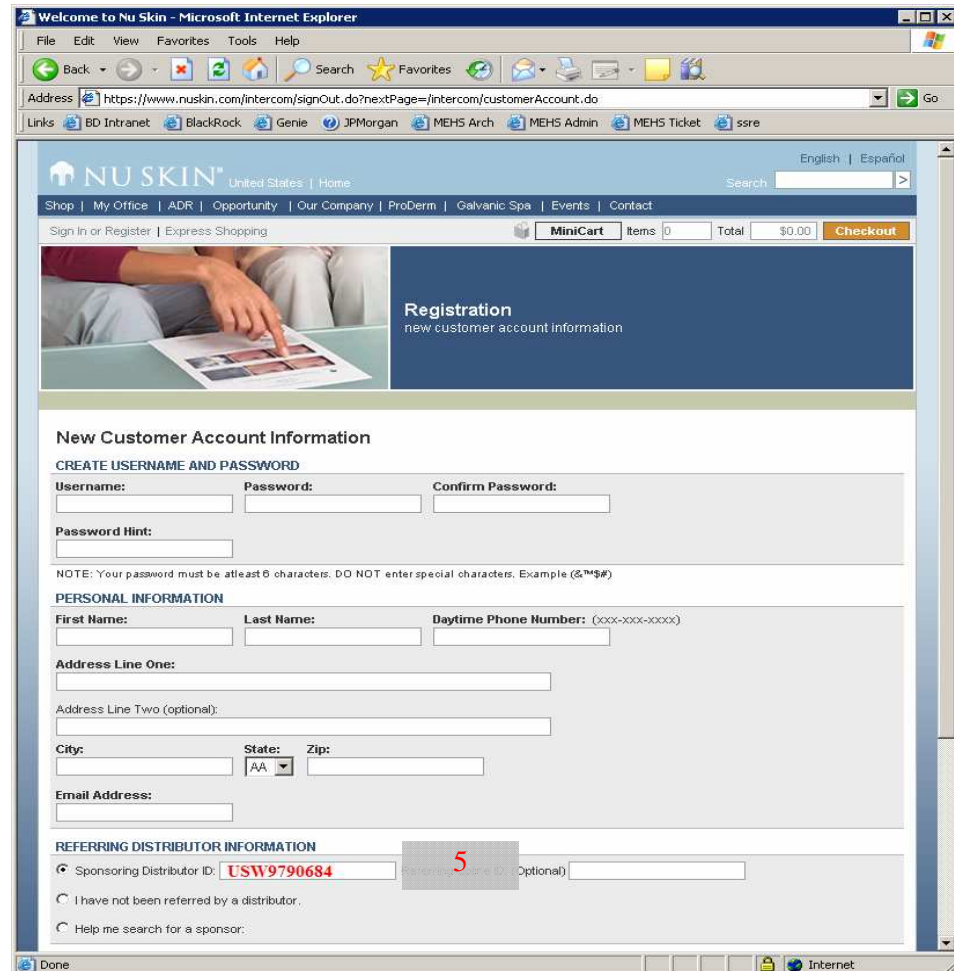 Welcome to Nu Skin - Microsoft Internet Explorer
File Edit View Favorites Tools Help
Back Search Favorites
Address https://www.nuskin.com/intercom/signOut.do?nextPage=/intercom/customerAccount.do Go
Links BD Intranet BlackRock Genie JPMorgan MEHS Arch MEHS Admin MEHS Ticket ssre
English | Español
NU SKIN® United States | Home Search >
Shop | My Office | ADR | Opportunity | Our Company | ProDerm | Galvanic Spa | Events | Contact
Sign In or Register | Express Shopping MiniCart Items 0 Total $0.00 Checkout
Registration
new customer account information
New Customer Account Information
CREATE USERNAME AND PASSWORD
Username: Password: Confirm Password:
Password Hint:
NOTE: Your password must be atleast 6 characters. DO NOT enter special characters. Example (&™$#)
PERSONAL INFORMATION
First Name: Last Name: Daytime Phone Number: (xxx-xxx-xxxx)
Address Line One:
Address Line Two (optional):
City: State: Zip:
AA
Email Address:
REFERRING DISTRIBUTOR INFORMATION
Sponsoring Distributor ID: USW9790684 5 (Optional)
I have not been referred by a distributor.
Help me search for a sponsor:
Done Internet